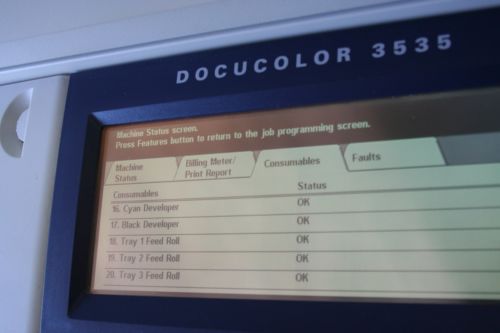 DOCUCOLOR 3535
Machine Status screen.
Press Features button to return to the job programming screen.
Machine
Status
Billing Meter/
Print Report
Consumables
Faults
Consumables Status
16. Cyan Developer OK
17. Black Developer OK
18. Tray 1 Feed Roll OK
19. Tray 2 Feed Roll OK
20. Tray 3 Feed Roll OK